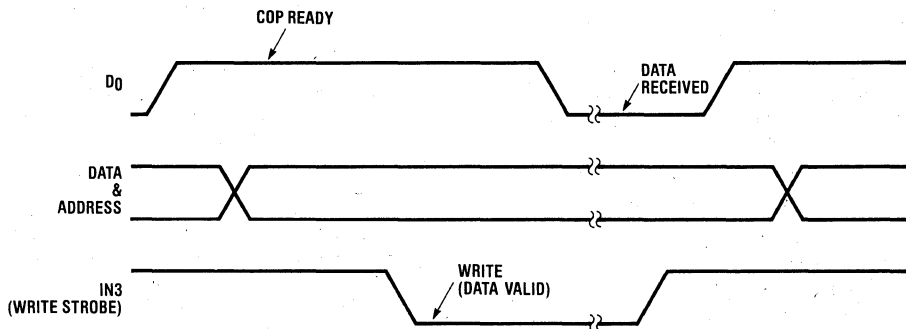 COP READY
D0
DATA
RECEIVED
DATA
&
ADDRESS
WRITE
(DATA VALID)
IN3
(WRITE STROBE)